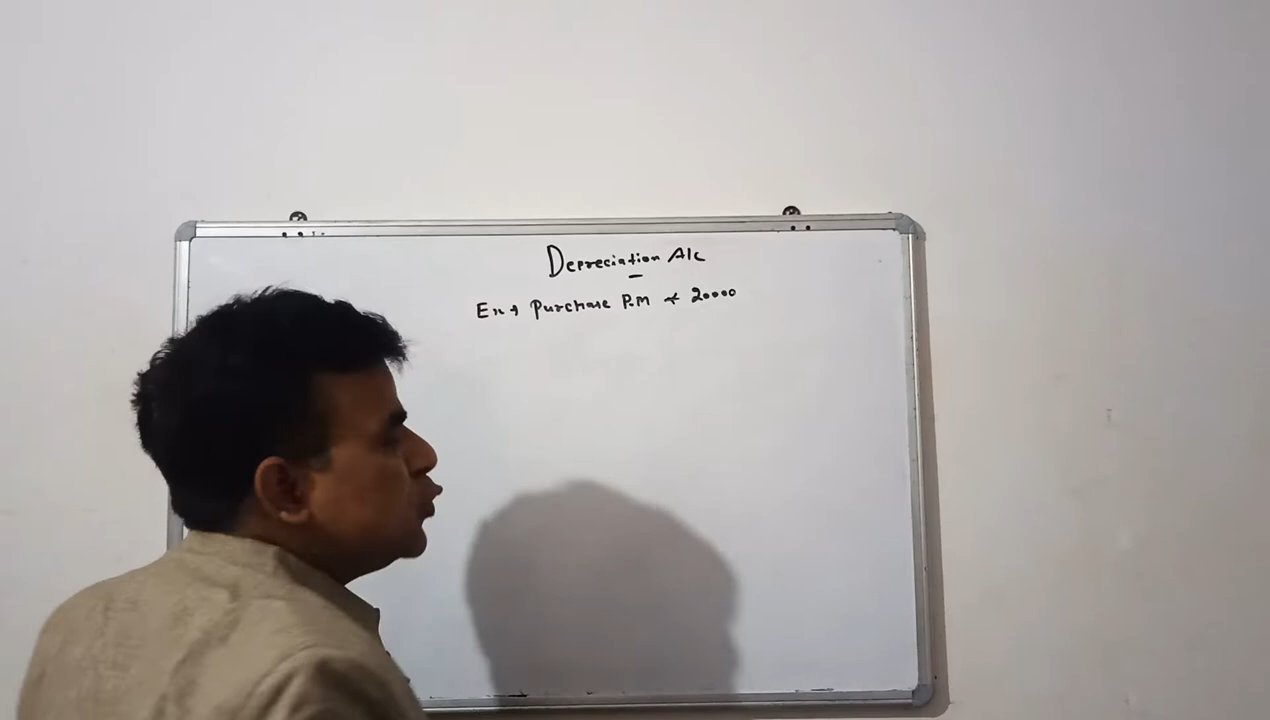 Depreciation A/c
Ex → Purchase P.M ₹ 20000